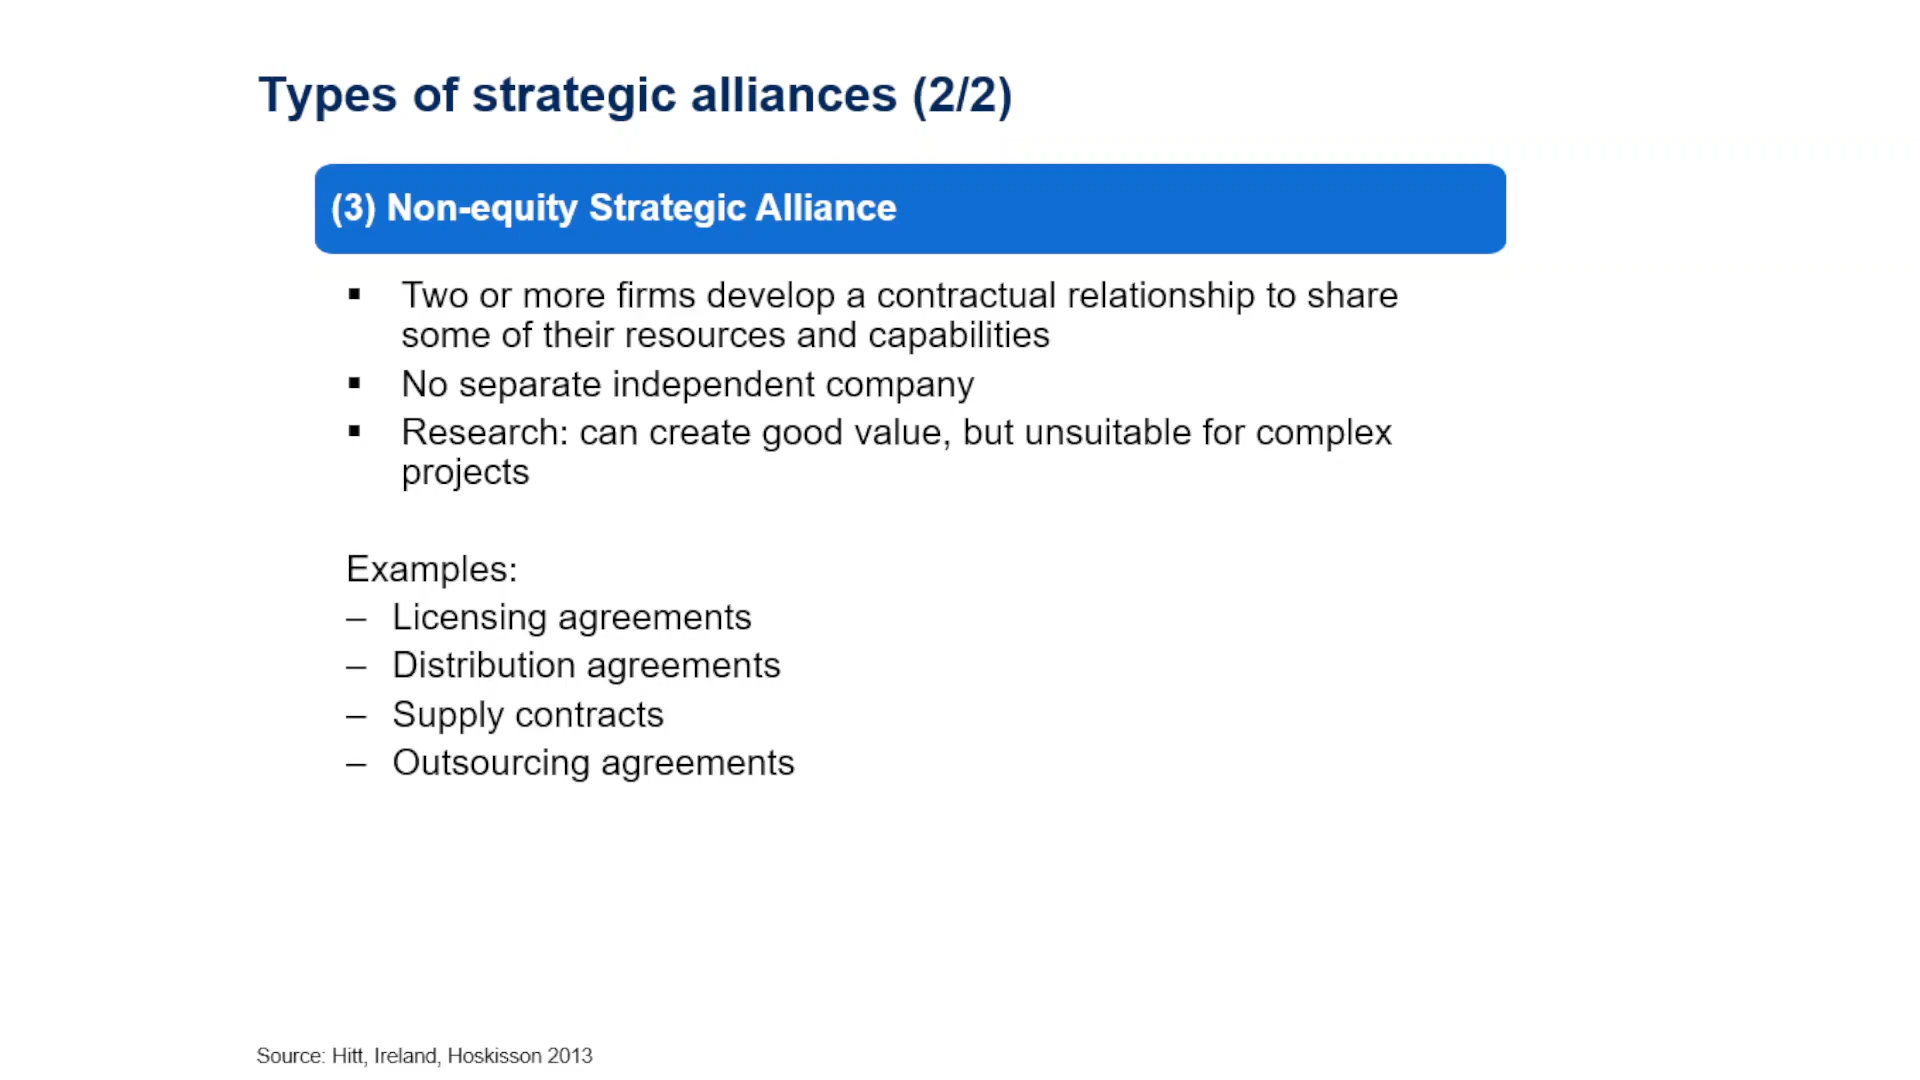 Types of strategic alliances (2/2)
(3) Non-equity Strategic Alliance
▪ Two or more firms develop a contractual relationship to share
some of their resources and capabilities
▪ No separate independent company
▪ Research: can create good value, but unsuitable for complex
projects
Examples:
– Licensing agreements
– Distribution agreements
– Supply contracts
– Outsourcing agreements
Source: Hitt, Ireland, Hoskisson 2013